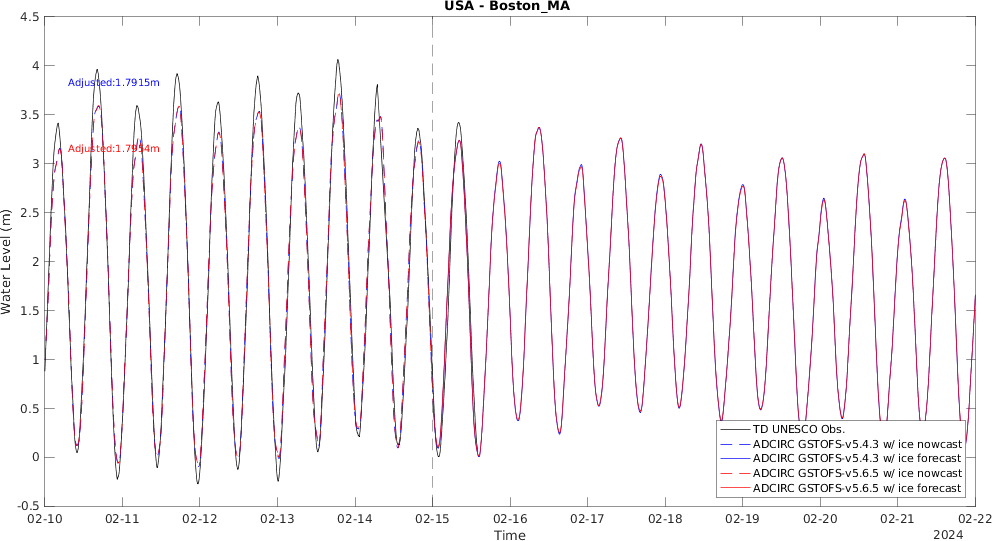 USA - Boston_MA
4.5
4
3.5
3
2.5
2
1.5
1
0.5
0
-0.5
Water Level (m)
Adjusted:1.7915m
Adjusted:1.7954m
TD UNESCO Obs.
ADCIRC GSTOFS-v5.4.3 w/ ice nowcast
ADCIRC GSTOFS-v5.4.3 w/ ice forecast
ADCIRC GSTOFS-v5.6.5 w/ ice nowcast
ADCIRC GSTOFS-v5.6.5 w/ ice forecast
02-10 02-11 02-12 02-13 02-14 02-15 02-16 02-17 02-18 02-19 02-20 02-21 02-22
Time
2024